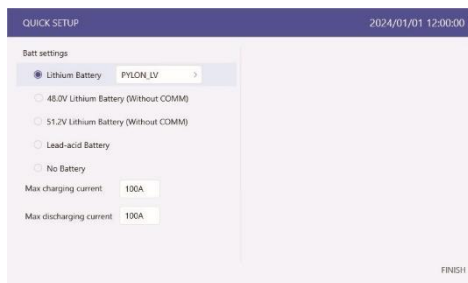 QUICK SETUP 2024/01/01 12:00:00
Batt settings
Lithium Battery PYLON_LV >
48.0V Lithium Battery (Without COMM)
51.2V Lithium Battery (Without COMM)
Lead-acid Battery
No Battery
Max charging current 100A
Max discharging current 100A
FINISH